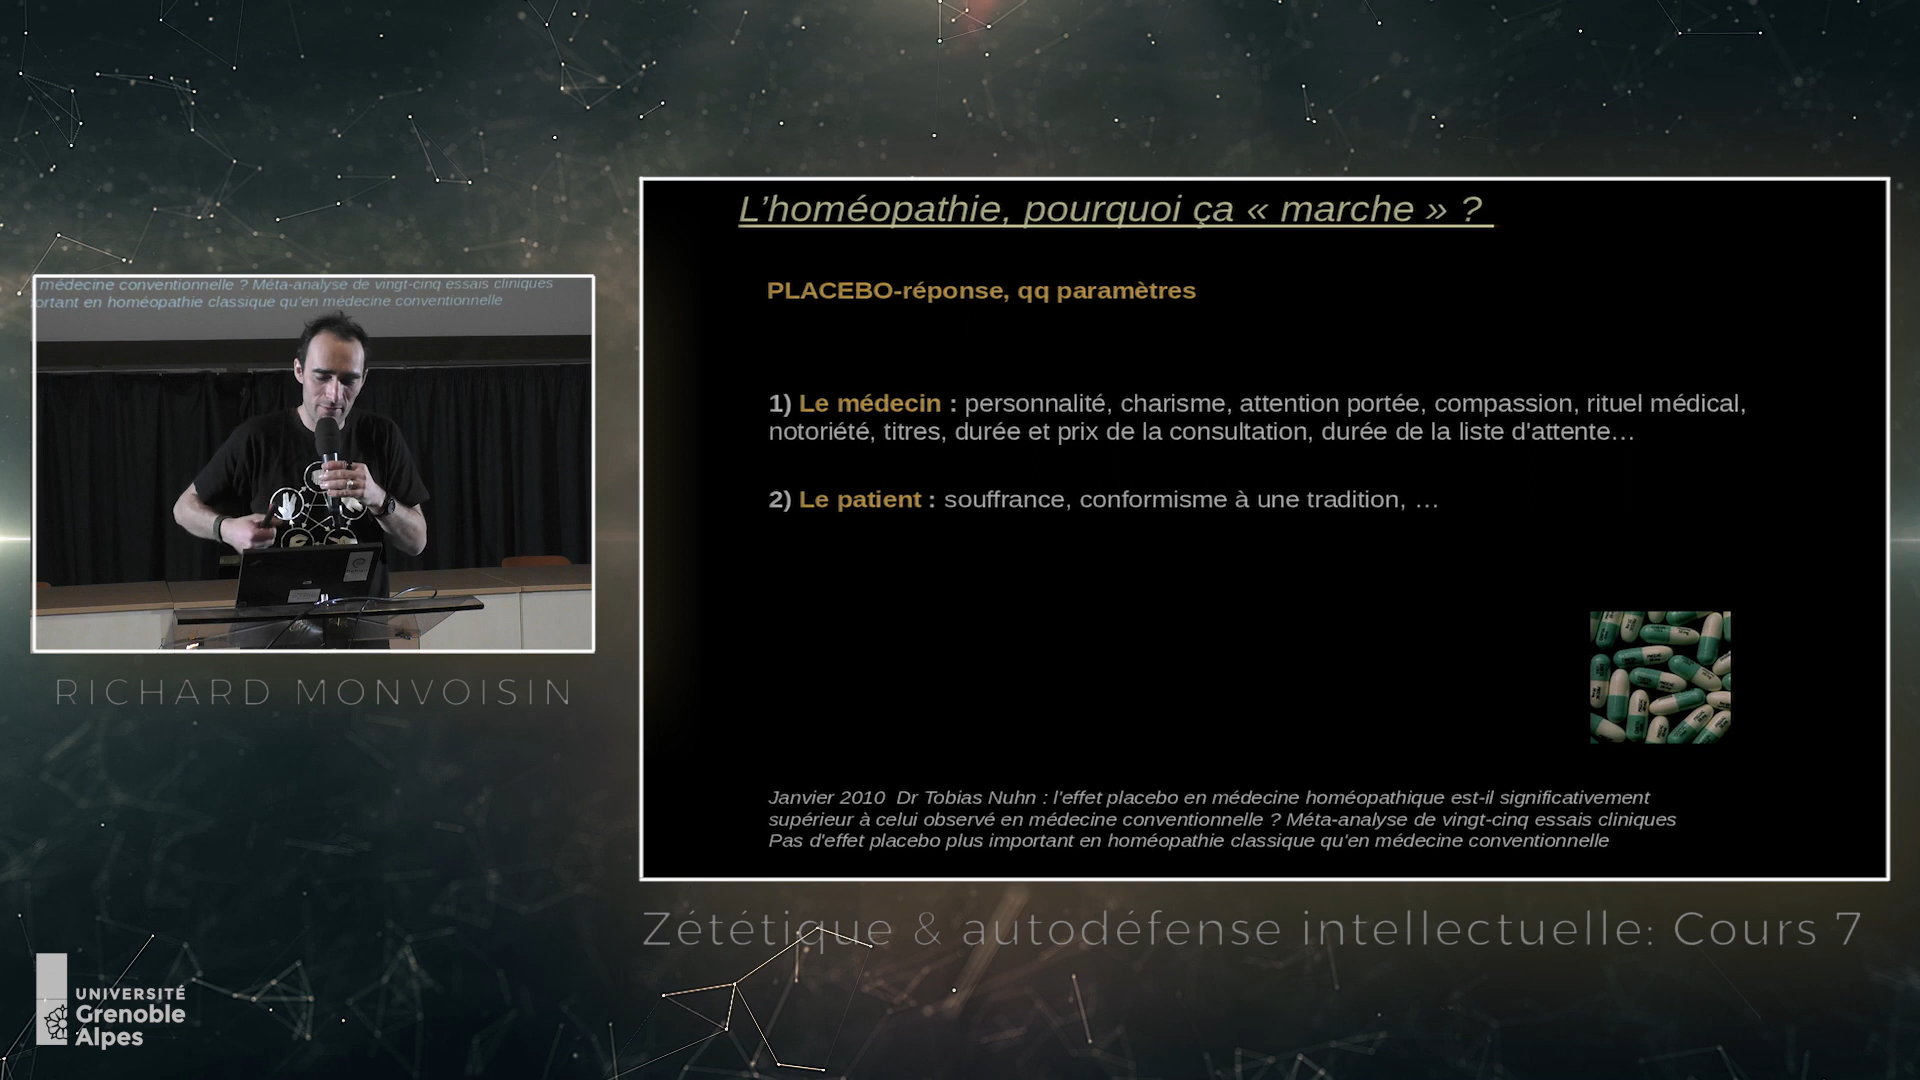 L’homéopathie, pourquoi ça « marche » ?
PLACEBO-réponse, qq paramètres
1) Le médecin : personnalité, charisme, attention portée, compassion, rituel médical,
notoriété, titres, durée et prix de la consultation, durée de la liste d'attente…
2) Le patient : souffrance, conformisme à une tradition, …
Janvier 2010 Dr Tobias Nuhn : l'effet placebo en médecine homéopathique est-il significativement
supérieur à celui observé en médecine conventionnelle ? Méta-analyse de vingt-cinq essais cliniques
Pas d'effet placebo plus important en homéopathie classique qu'en médecine conventionnelle
médecine conventionnelle ? Méta-analyse de vingt-cinq essais cliniques
ortant en homéopathie classique qu'en médecine conventionnelle
RICHARD MONVOISIN
Zététique & autodéfense intellectuelle: Cours 7
UNIVERSITÉ
Grenoble
Alpes